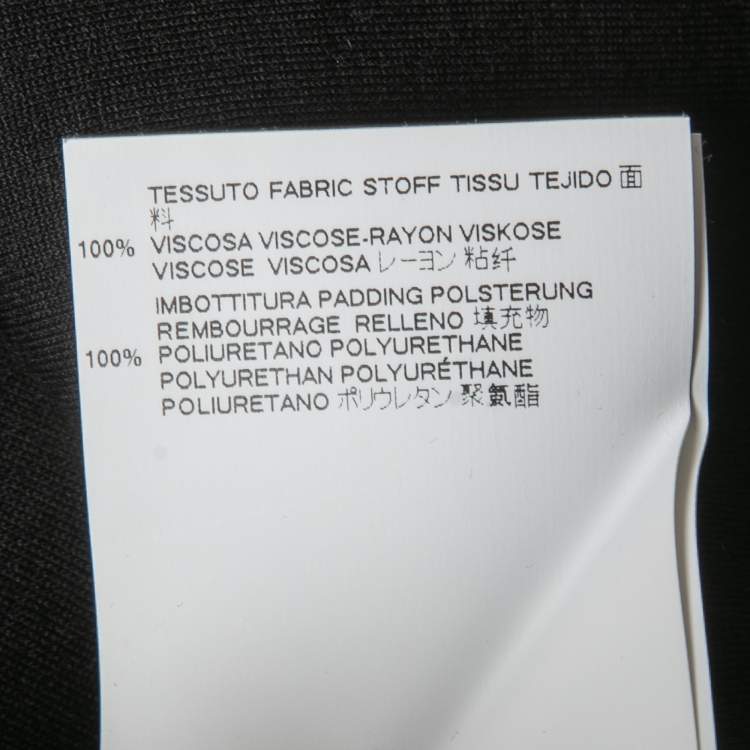 TESSUTO FABRIC STOFF TISSU TEJIDO 面
料
100% VISCOSA VISCOSE-RAYON VISKOSE
VISCOSE VISCOSA レーヨン 粘纤
IMBOTTITURA PADDING POLSTERUNG
REMBOURRAGE RELLENO 填充物
100% POLIURETANO POLYURETHANE
POLYURETHAN POLYURÉTHANE
POLIURETANO ポリウレタン 聚氨酯